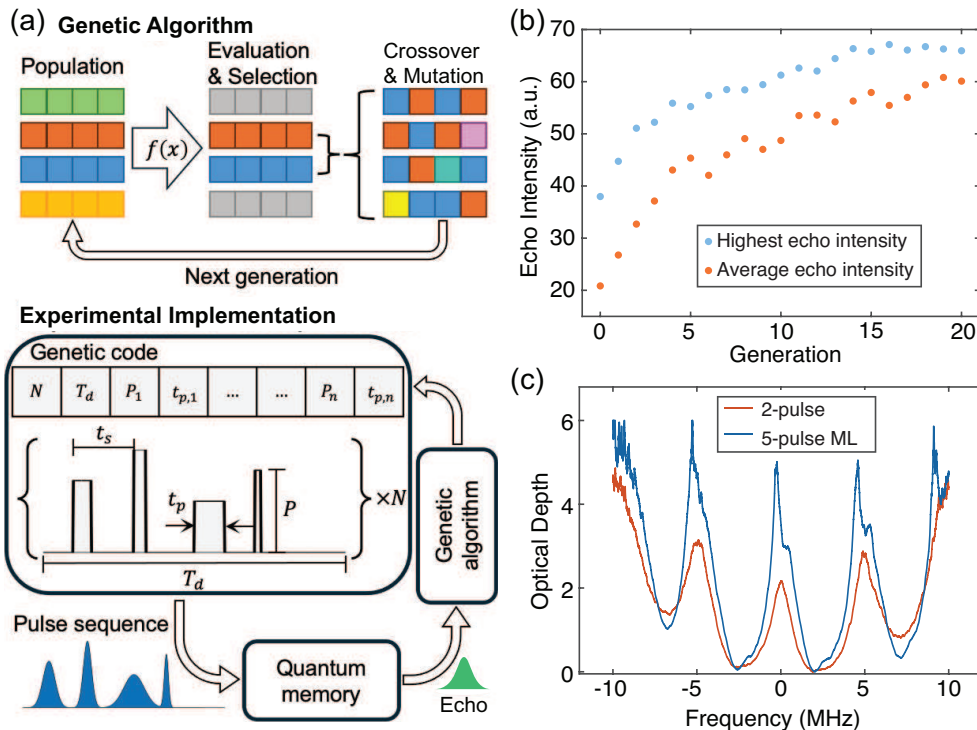 (a)
Genetic Algorithm
Population
Evaluation
& Selection
Crossover
& Mutation
f(x)
Next generation
Experimental Implementation
Genetic code
N T_d P_1 t_{p,1} ... ... P_n t_{p,n}
t_s
t_p
P
×N
T_d
Genetic
algorithm
Pulse sequence
Quantum
memory
Echo
(b)
Echo Intensity (a.u.)
70
60
50
40
30
20
Highest echo intensity
Average echo intensity
0 5 10 15 20
Generation
(c)
Optical Depth
6
4
2
0
2-pulse
5-pulse ML
-10 -5 0 5 10
Frequency (MHz)